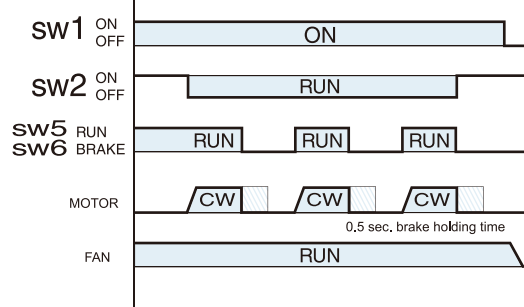 sw1 ON
OFF
ON
sw2 ON
OFF
RUN
sw5 RUN
sw6 BRAKE
RUN RUN RUN
MOTOR CW CW CW
0.5 sec. brake holding time
FAN RUN